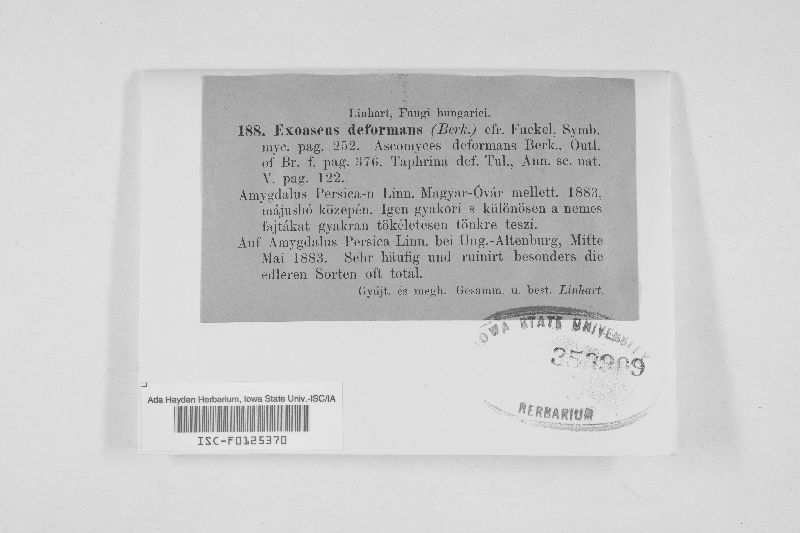 Linhart, Fungi hungarici.
188. Exoascus deformans (Berk.) cfr. Fuckel, Symb.
myc. pag. 252. Ascomyces deformans Berk., Outl.
of Br. f. pag. 376. Taphrina def. Tul., Ann. sc. nat.
V. pag. 122.
Amygdalus Persica-n Linn. Magyar-Óvár mellett. 1883.
májushó közepén. Igen gyakori s különösen a nemes
fajtákat gyakran tökéletesen tönkre teszi.
Auf Amygdalus Persica Linn. bei Ung.-Altenburg, Mitte
Mai 1883. Sehr häufig und ruinirt besonders die
edleren Sorten oft total.
Gyűjt. és megh. Gesamm. u. best. Linhart.
IOWA STATE UNIVERSITY
353909
HERBARIUM
Ada Hayden Herbarium, Iowa State Univ.-ISC/IA
ISC-F0125370